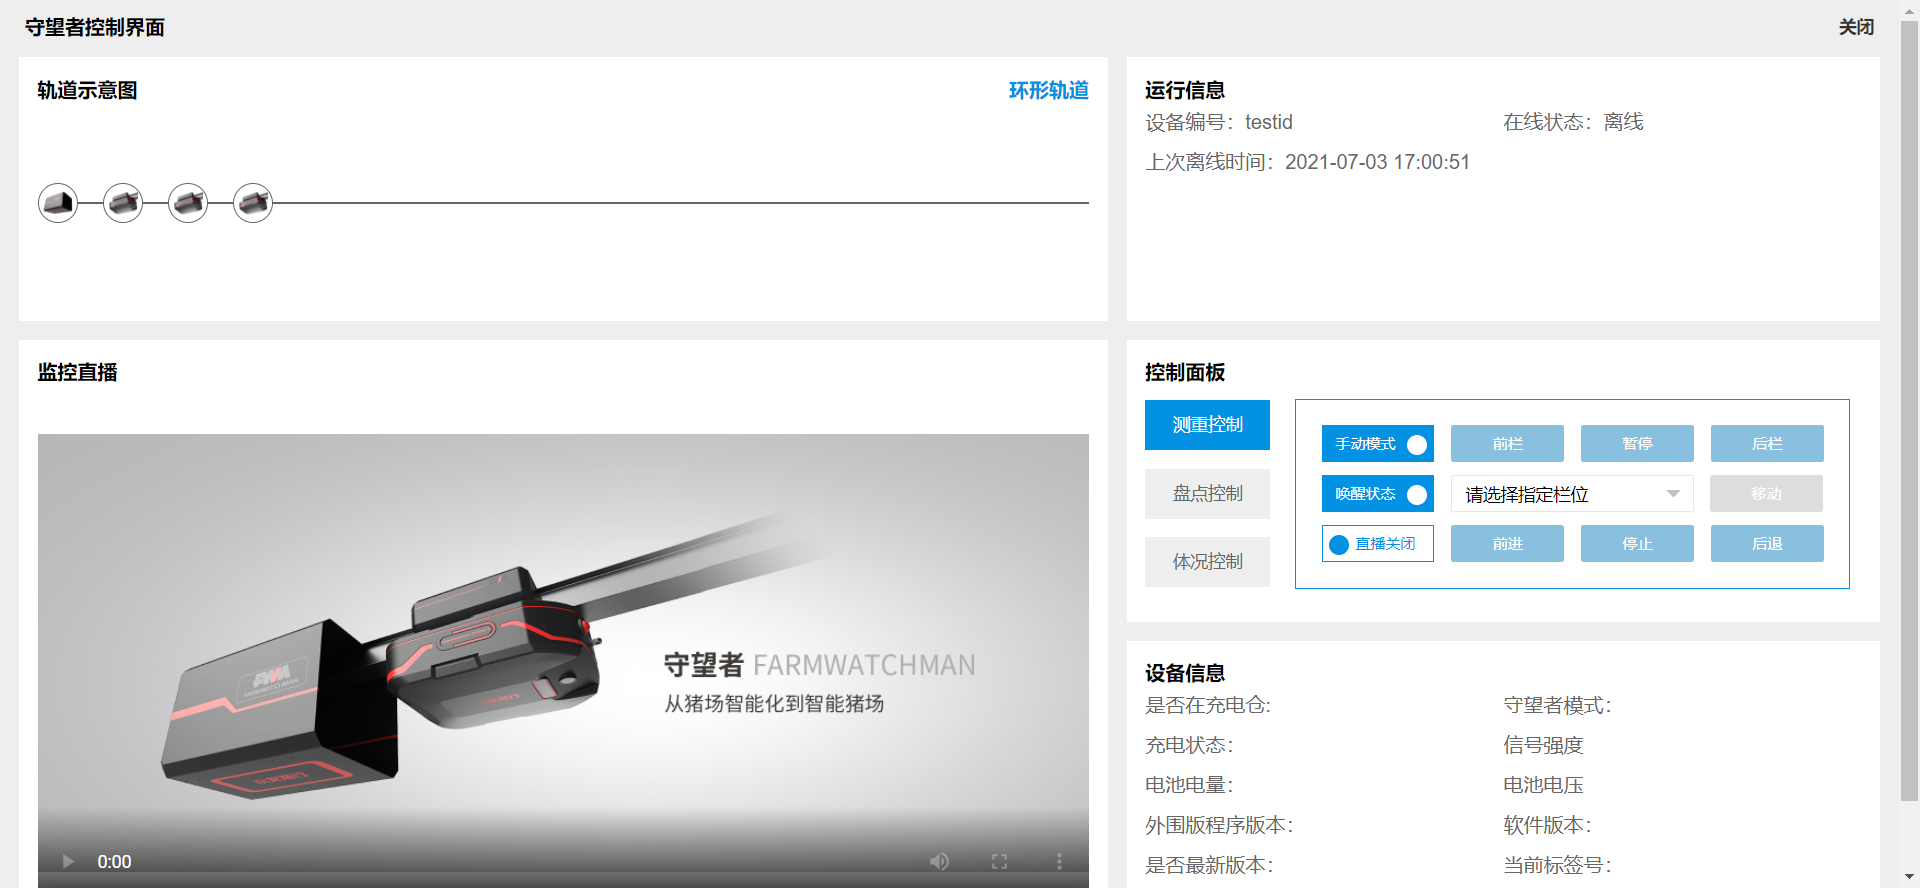 守望者控制界面
关闭
轨道示意图
环形轨道
运行信息
设备编号：testid
在线状态：离线
上次离线时间：2021-07-03 17:00:51
监控直播
守望者 FARMWATCHMAN
从猪场智能化到智能猪场
FARMWATCHMAN
0:00
控制面板
测重控制
盘点控制
体况控制
手动模式
前栏
暂停
后栏
唤醒状态
请选择指定栏位
移动
直播关闭
前进
停止
后退
设备信息
是否在充电仓:
守望者模式：
充电状态：
信号强度
电池电量：
电池电压
外围版程序版本：
软件版本：
是否最新版本：
当前标签号：